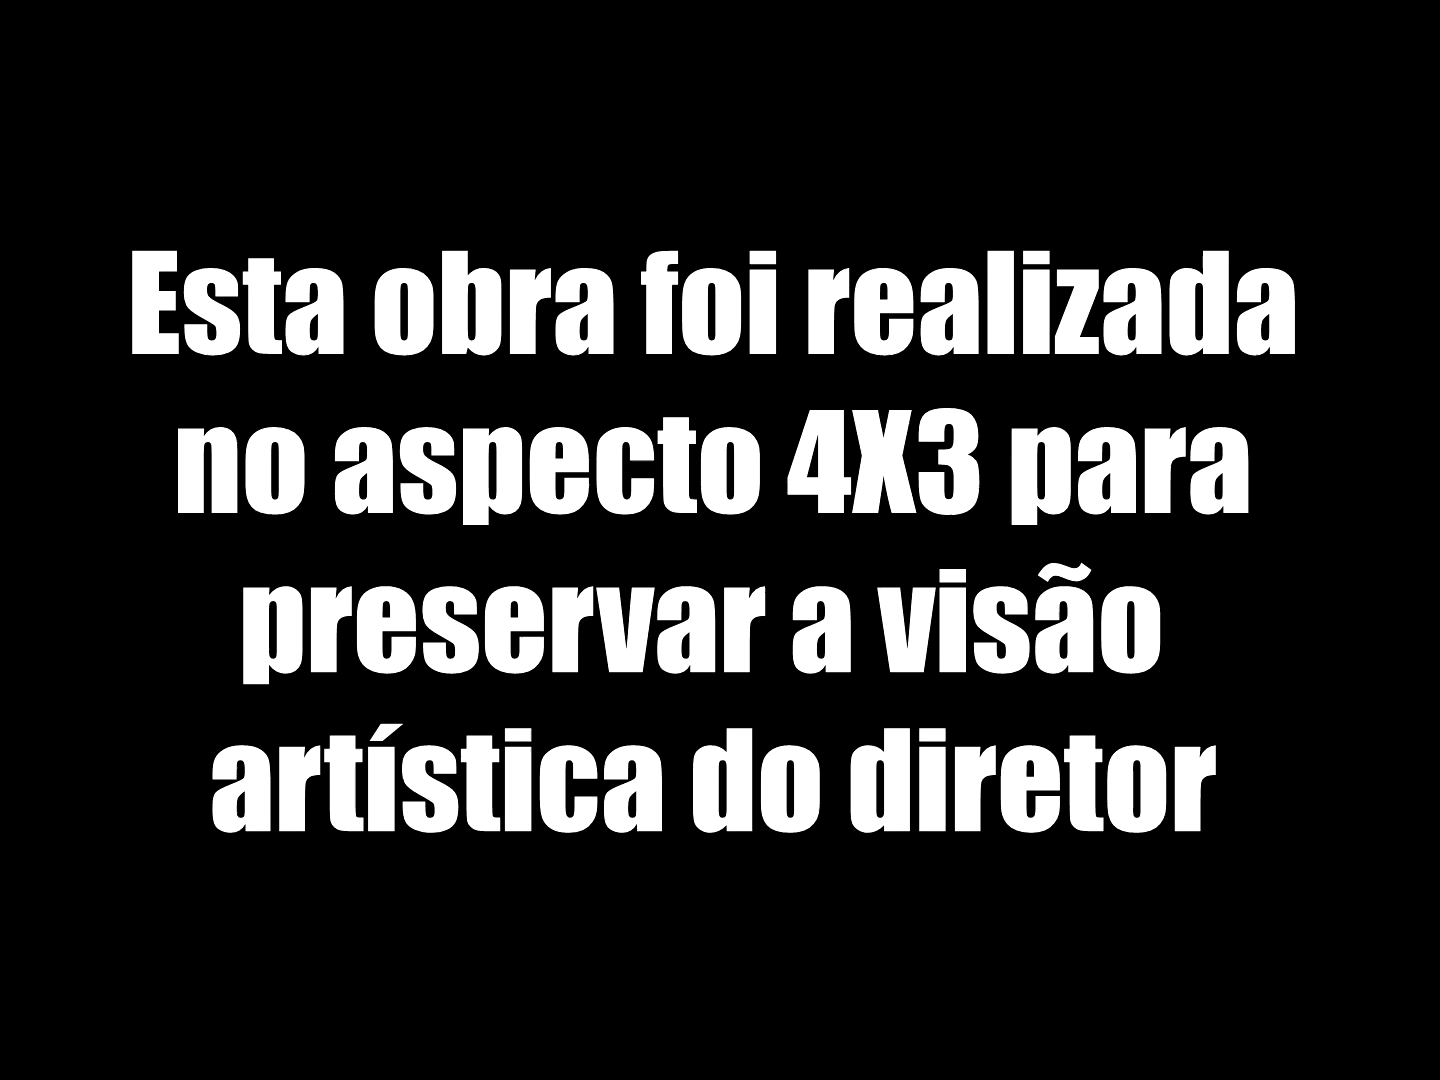 Esta obra foi realizada
no aspecto 4X3 para
preservar a visão
artística do diretor